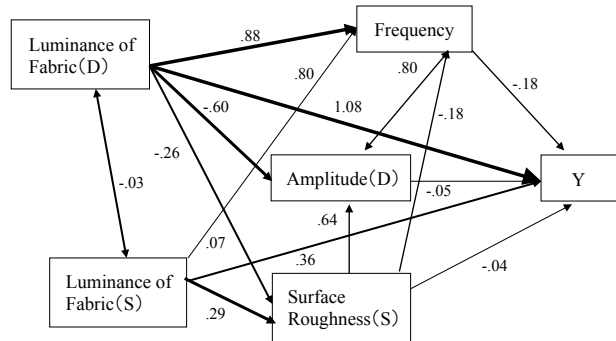 Frequency
Luminance of
Fabric(D)
.88
.80
.80
1.08
-.18
-.60
-.18
-.26
Amplitude(D)
-.05
Y
-.03
.64
.07
.36
-.04
Luminance of
Fabric(S)
.29
Surface
Roughness(S)